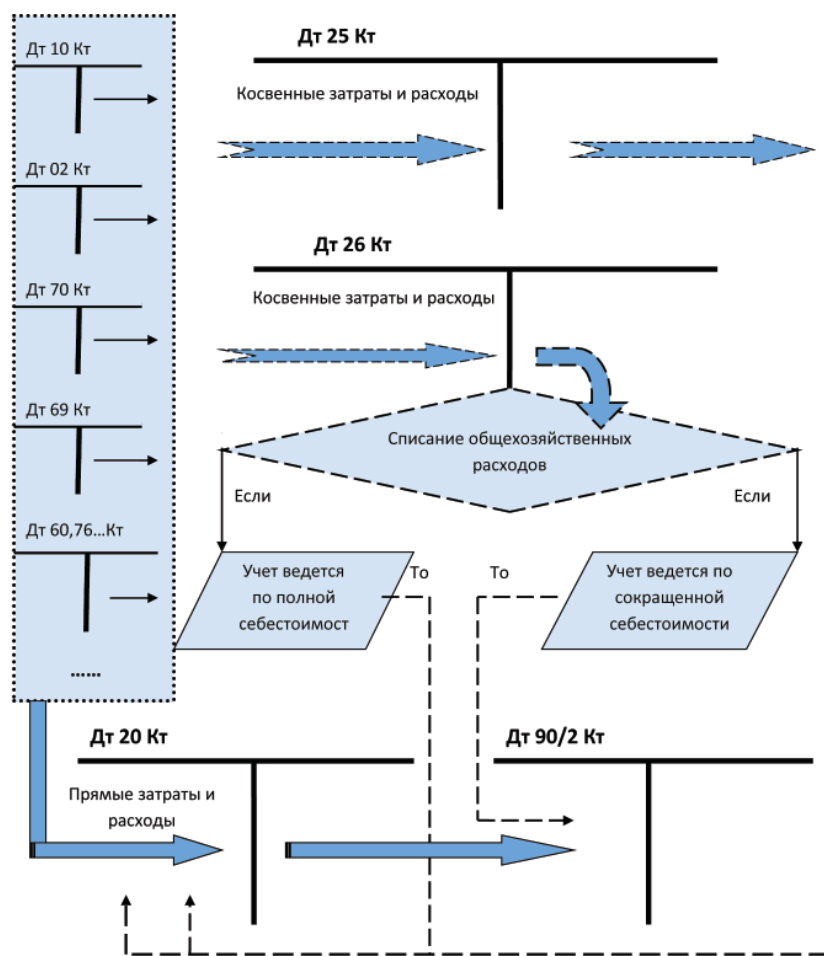 Дт 10 Кт
Дт 02 Кт
Дт 70 Кт
Дт 69 Кт
Дт 60,76...Кт
......
Дт 25 Кт
Косвенные затраты и расходы
Дт 26 Кт
Косвенные затраты и расходы
Списание общехозяйственных
расходов
Если
Если
Учет ведется
по полной
себестоимост
То
То
Учет ведется по
сокращенной
себестоимости
Дт 20 Кт
Прямые затраты и
расходы
Дт 90/2 Кт